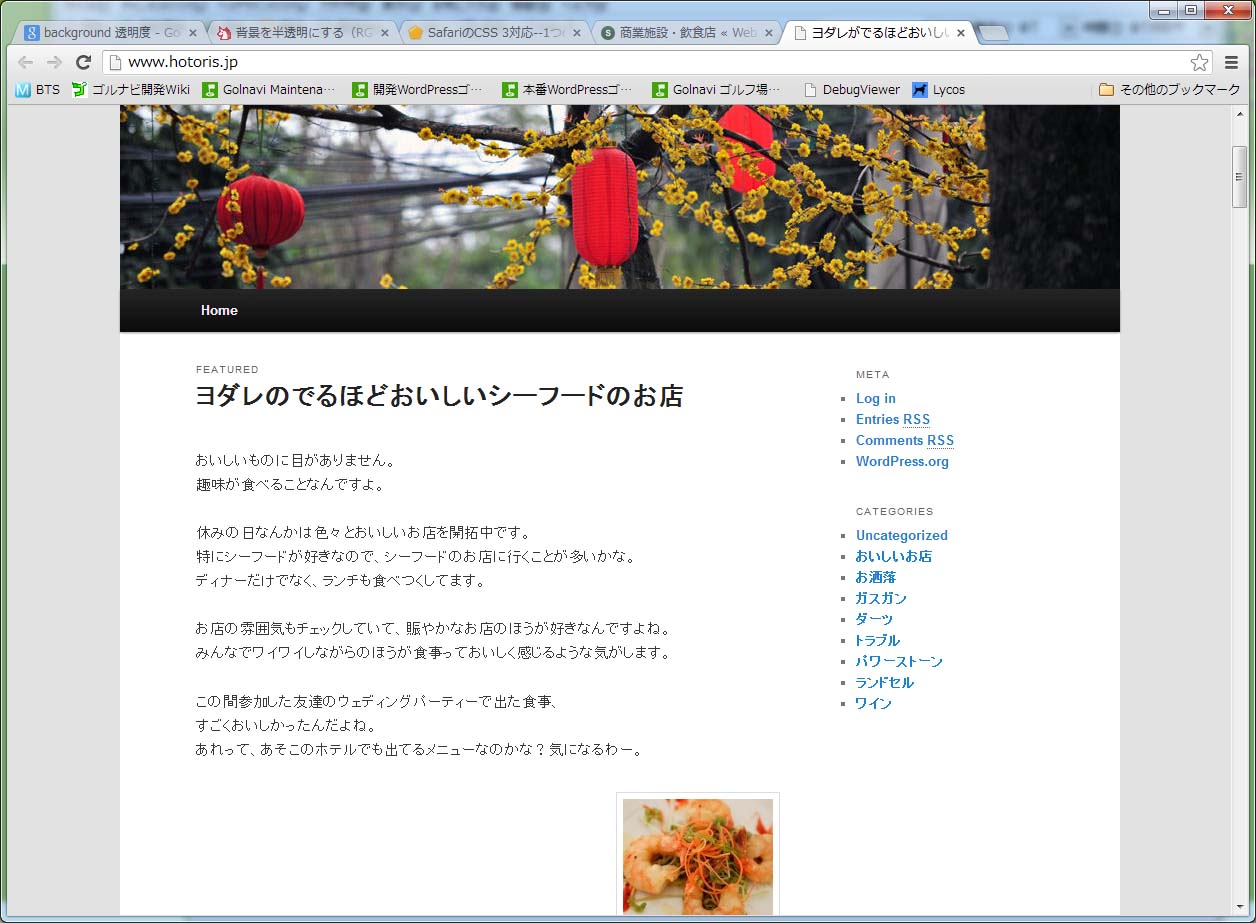 background 透明度 - Go
背景を半透明にする（RG
SafariのCSS 3対応--1つ
商業施設・飲食店 « Web
ヨダレがでるほどおいし
www.hotoris.jp
BTS
ゴルナビ開発Wiki
Golnavi Maintena…
開発WordPressゴ…
本番WordPressゴ…
Golnavi ゴルフ場…
DebugViewer
Lycos
その他のブックマーク
Home
FEATURED
ヨダレのでるほどおいしいシーフードのお店
おいしいものに目がありません。
趣味が食べることなんですよ。
休みの日なんかは色々とおいしいお店を開拓中です。
特にシーフードが好きなので、シーフードのお店に行くことが多いかな。
ディナーだけでなく、ランチも食べつくしてます。
お店の雰囲気もチェックしていて、賑やかなお店のほうが好きなんですよね。
みんなでワイワイしながらのほうが食事っておいしく感じるような気がします。
この間参加した友達のウェディングパーティーで出た食事、
すごくおいしかったんだよね。
あれって、あそこのホテルでも出てるメニューなのかな？気になるわー。
META
Log in
Entries RSS
Comments RSS
WordPress.org
CATEGORIES
Uncategorized
おいしいお店
お洒落
ガスガン
ダーツ
トラブル
パワーストーン
ランドセル
ワイン